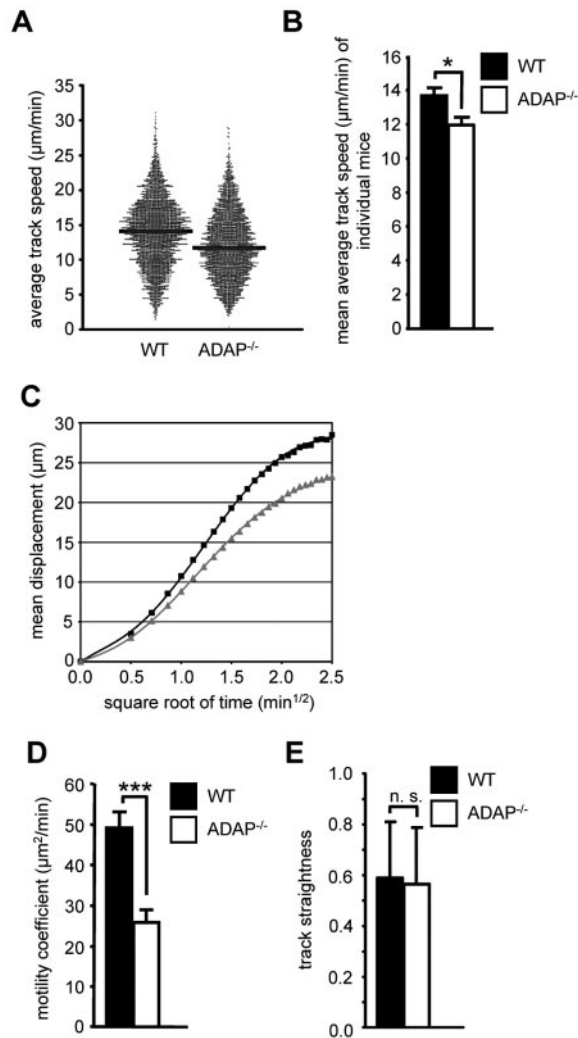 A
average track speed (µm/min)
35
30
25
20
15
10
5
0
WT
ADAP-/-
B
mean average track speed (µm/min) of
individual mice
16
14
12
10
8
6
4
2
0
*
WT
ADAP-/-
C
mean displacement (µm)
30
25
20
15
10
5
0
0.0 0.5 1.0 1.5 2.0 2.5
square root of time (min1/2)
D
motility coefficient (µm2/min)
60
50
40
30
20
10
0
***
WT
ADAP-/-
E
track straightness
1.0
0.8
0.6
0.4
0.2
0.0
n. s.
WT
ADAP-/-